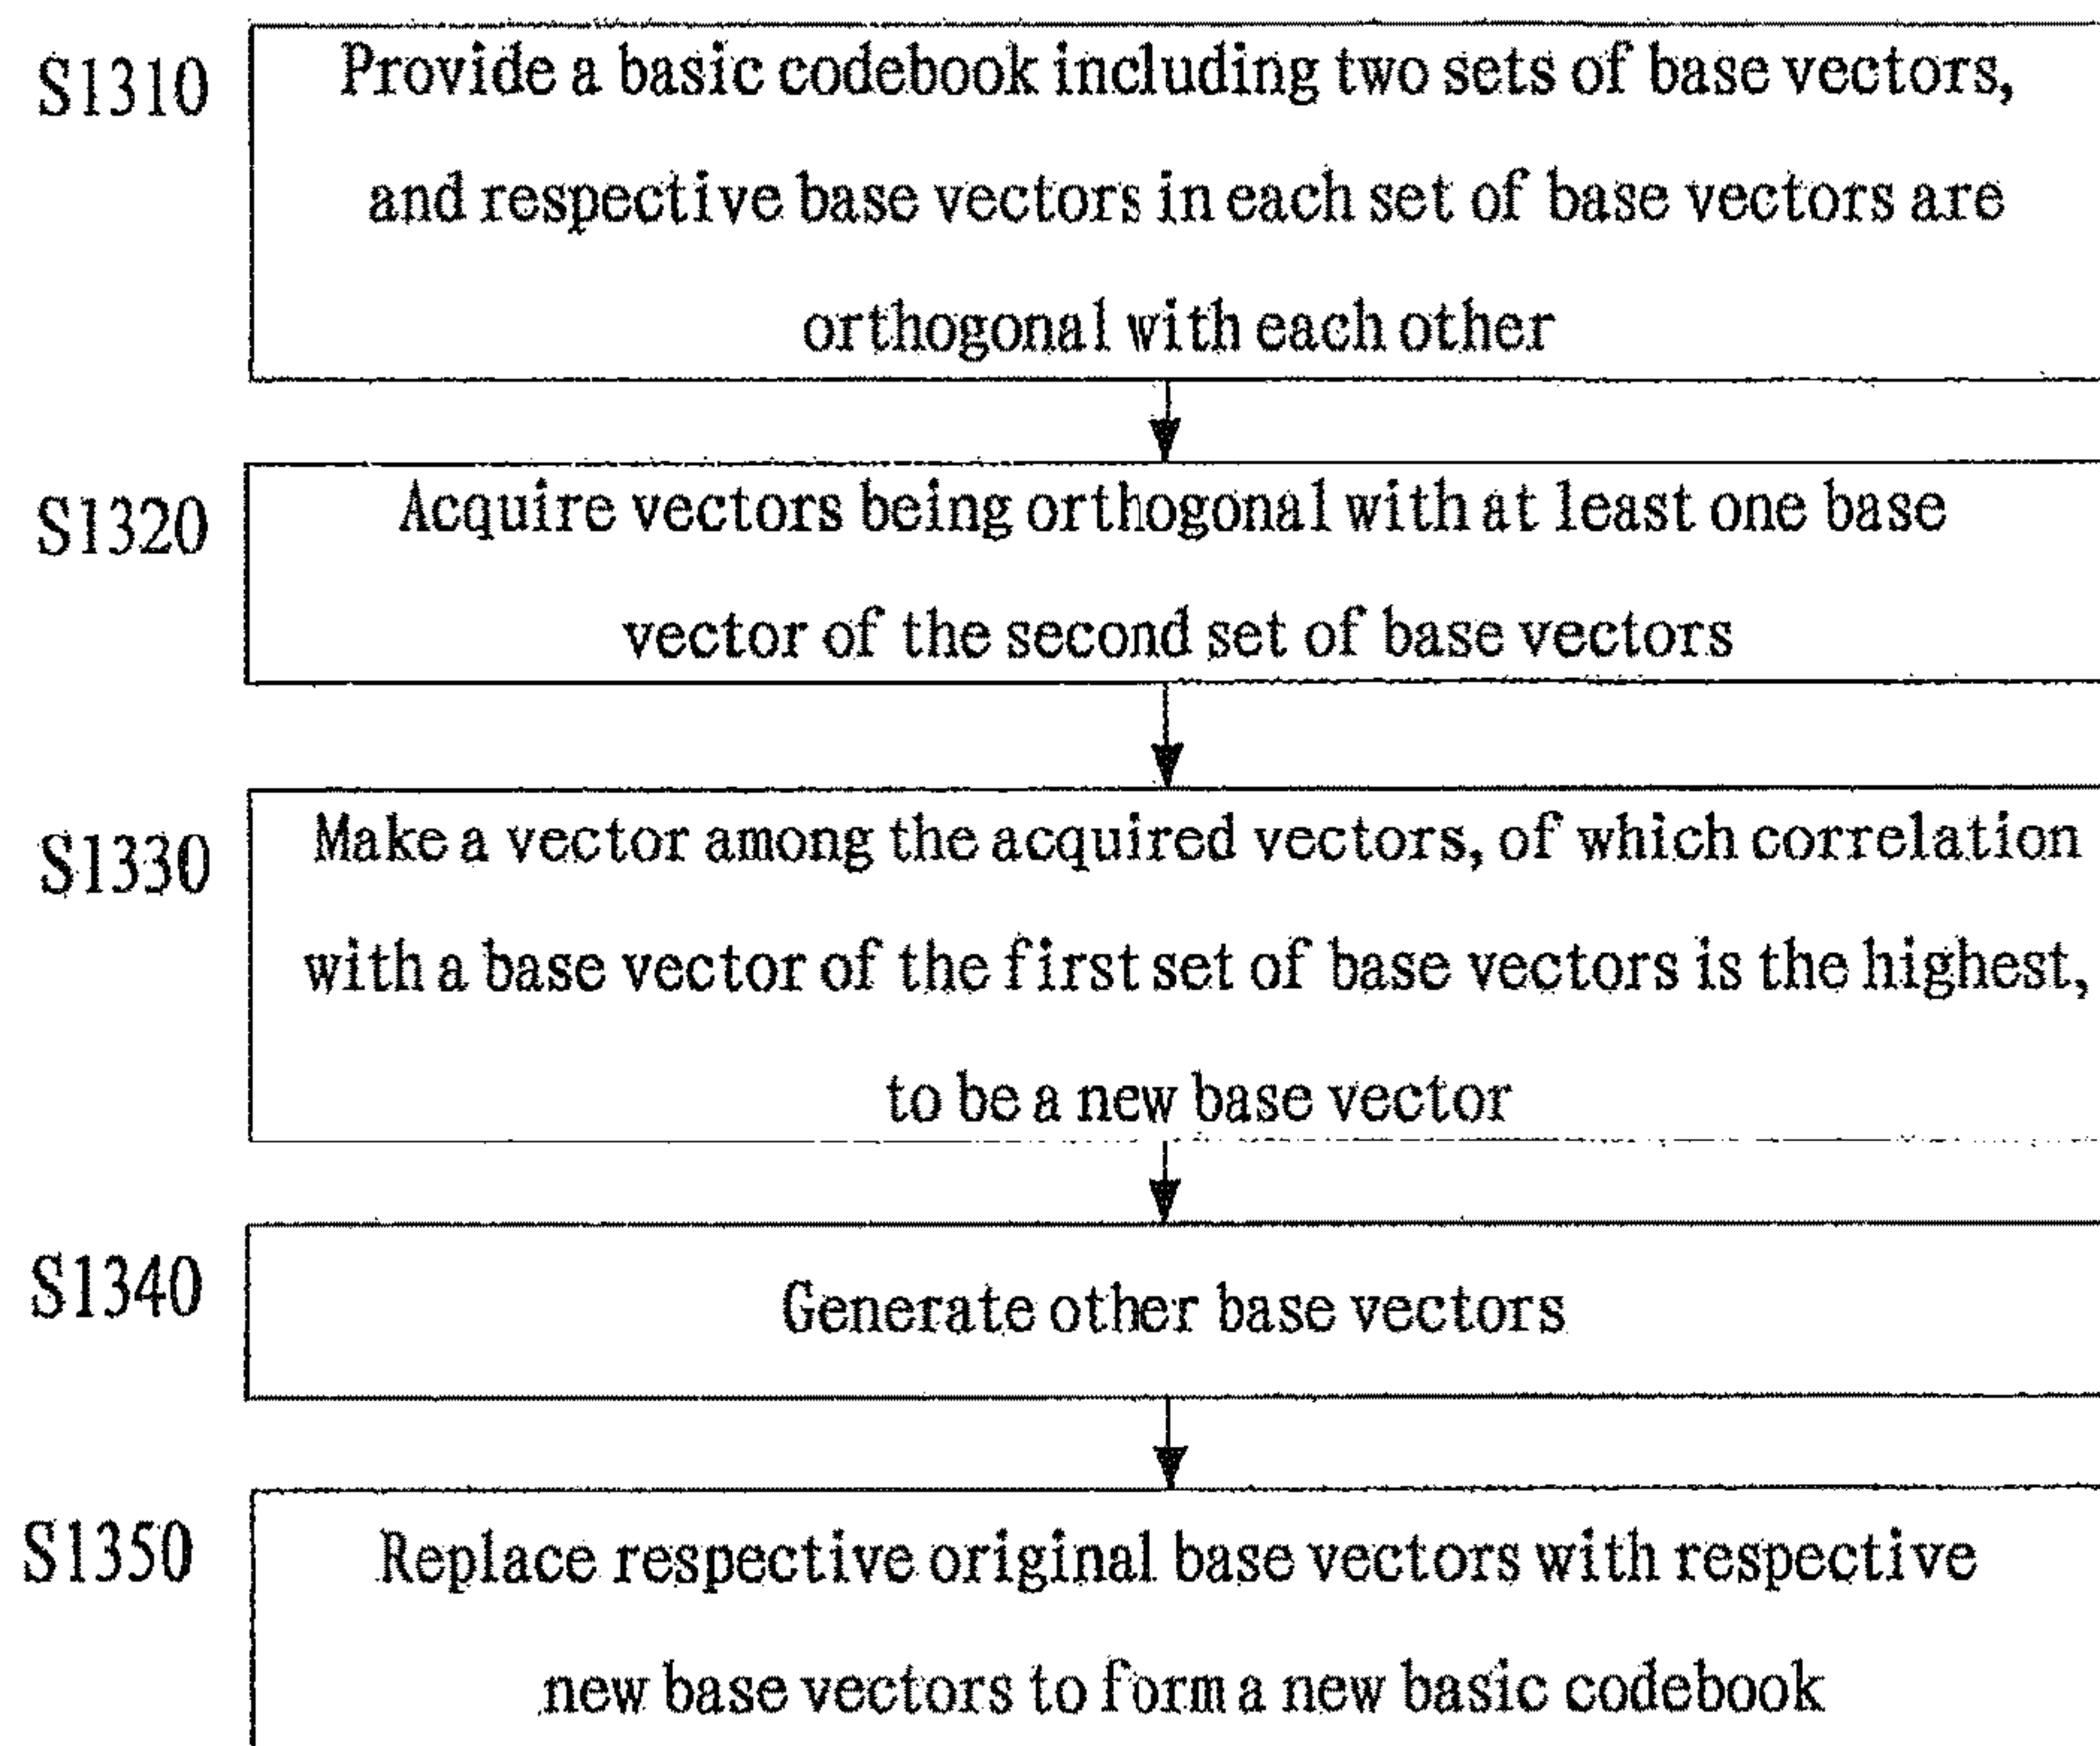 S1310
Provide a basic codebook including two sets of base vectors,
and respective base vectors in each set of base vectors are
orthogonal with each other
S1320
Acquire vectors being orthogonal with at least one base
vector of the second set of base vectors
S1330
Make a vector among the acquired vectors, of which correlation
with a base vector of the first set of base vectors is the highest,
to be a new base vector
S1340
Generate other base vectors
S1350
Replace respective original base vectors with respective
new base vectors to form a new basic codebook